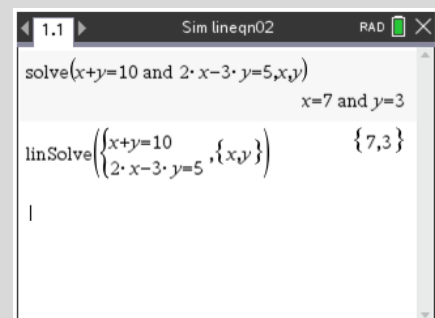 1.1 Sim lineqn02 RAD
solve(x+y=10 and 2·x-3·y=5,x,y)
x=7 and y=3
linSolve({x+y=10
2·x-3·y=5 ,{x,y}) {7,3}